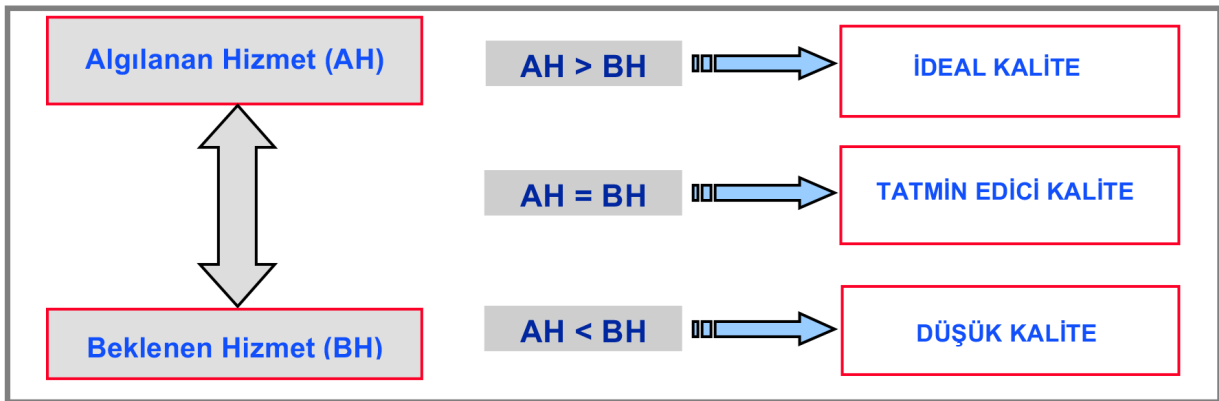 Algılanan Hizmet (AH)
AH > BH
İDEAL KALİTE
AH = BH
TATMİN EDİCİ KALİTE
Beklenen Hizmet (BH)
AH < BH
DÜŞÜK KALİTE